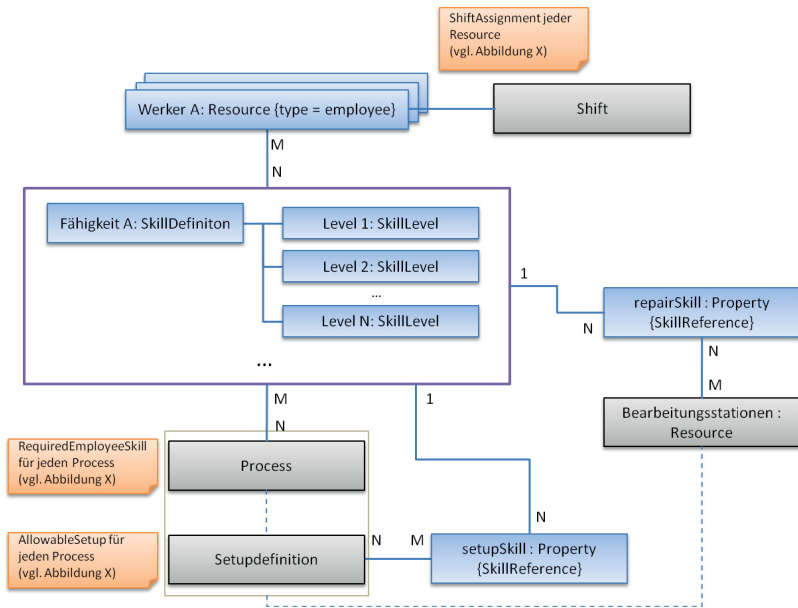 ShiftAssignment jeder
Resource
(vgl. Abbildung X)
Werker A: Resource {type = employee}
Shift
M
N
Fähigkeit A: SkillDefiniton
Level 1: SkillLevel
Level 2: SkillLevel
...
Level N: SkillLevel
...
1
N
repairSkill : Property
{SkillReference}
N
M
Bearbeitungsstationen :
Resource
M
N
1
RequiredEmployeeSkill
für jeden Process
(vgl. Abbildung X)
Process
AllowableSetup für
jeden Process
(vgl. Abbildung X)
Setupdefinition
N
M
N
setupSkill : Property
{SkillReference}